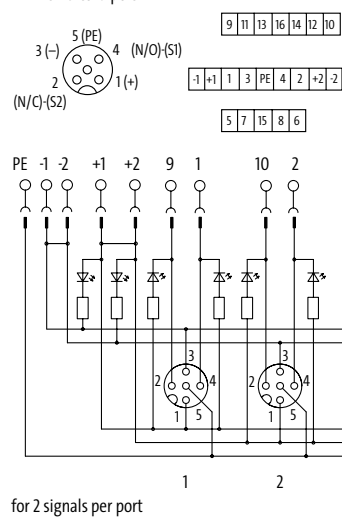 5 (PE)
3 (–)
4 (N/O)-(S1)
2
1 (+)
(N/C)-(S2)
9 11 13 16 14 12 10
-1 +1 1 3 PE 4 2 +2 -2
5 7 15 8 6
PE -1 -2 +1 +2 9 1 10 2
3 3
2 4 2 4
1 5 1 5
1 2
for 2 signals per port